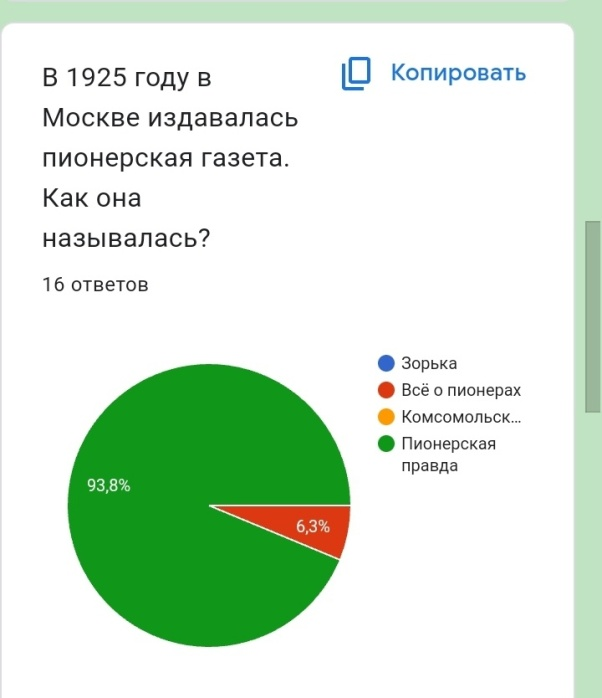 В 1925 году в
Москве издавалась
пионерская газета.
Как она
называлась?
Копировать
16 ответов
Зорька
Всё о пионерах
Комсомольск...
Пионерская
правда
93,8%
6,3%